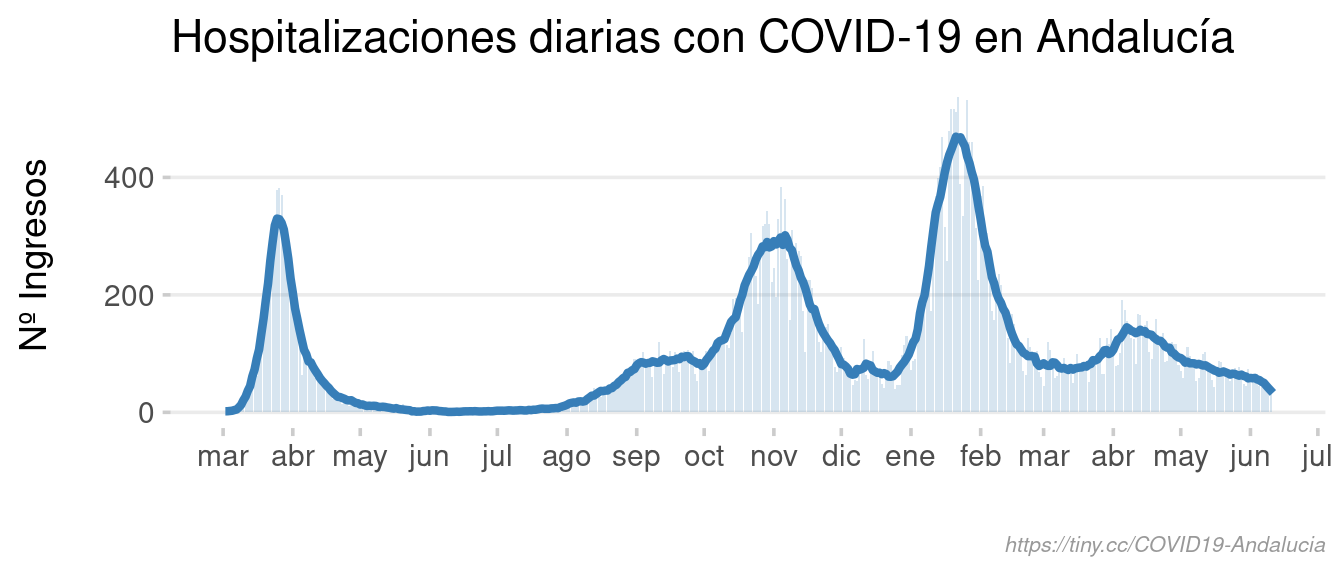 Hospitalizaciones diarias con COVID-19 en Andalucía
Nº Ingresos
400
200
0
mar abr may jun jul ago sep oct nov dic ene feb mar abr may jun jul
https://tiny.cc/COVID19-Andalucia